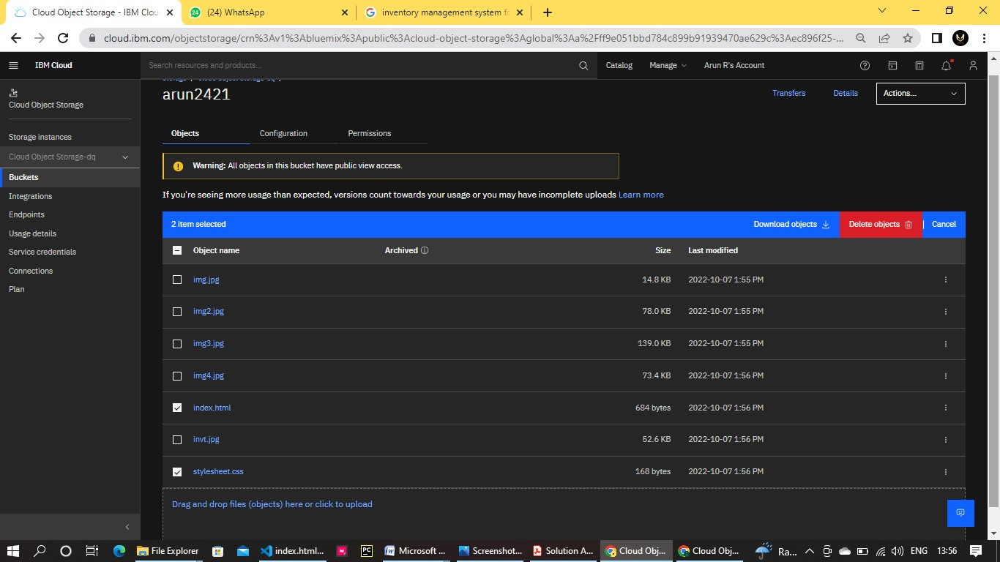 Cloud Object Storage - IBM Clou
(24) WhatsApp
inventory management system fo
cloud.ibm.com/objectstorage/crn%3Av1%3Abluemix%3Apublic%3Acloud-object-storage%3Aglobal%3Aa%2Fff9e051bbd784c899b91939470ae629c%3Aec896f25-...
IBM Cloud
Search resources and products...
Catalog
Manage
Arun R's Account
Cloud Object Storage
Storage instances
Cloud Object Storage-dq
Buckets
Integrations
Endpoints
Usage details
Service credentials
Connections
Plan
arun2421
Transfers
Details
Actions...
Objects
Configuration
Permissions
Warning: All objects in this bucket have public view access.
If you're seeing more usage than expected, versions count towards your usage or you may have incomplete uploads Learn more
2 item selected
Download objects
Delete objects
Cancel
Object name Archived Size Last modified
img.jpg 14.8 KB 2022-10-07 1:55 PM
img2.jpg 78.0 KB 2022-10-07 1:55 PM
img3.jpg 139.0 KB 2022-10-07 1:55 PM
img4.jpg 73.4 KB 2022-10-07 1:56 PM
index.html 684 bytes 2022-10-07 1:56 PM
invt.jpg 52.6 KB 2022-10-07 1:56 PM
stylesheet.css 168 bytes 2022-10-07 1:56 PM
Drag and drop files (objects) here or click to upload
File Explorer
index.html...
Microsoft ...
Screenshot...
Solution A...
Cloud Obj...
Cloud Obj...
Ra...
ENG
13:56